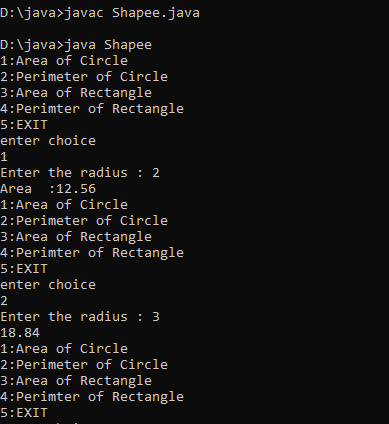 D:\java>javac Shapee.java
D:\java>java Shapee
1:Area of Circle
2:Perimeter of Circle
3:Area of Rectangle
4:Perimter of Rectangle
5:EXIT
enter choice
1
Enter the radius : 2
Area  :12.56
1:Area of Circle
2:Perimeter of Circle
3:Area of Rectangle
4:Perimter of Rectangle
5:EXIT
enter choice
2
Enter the radius : 3
18.84
1:Area of Circle
2:Perimeter of Circle
3:Area of Rectangle
4:Perimter of Rectangle
5:EXIT